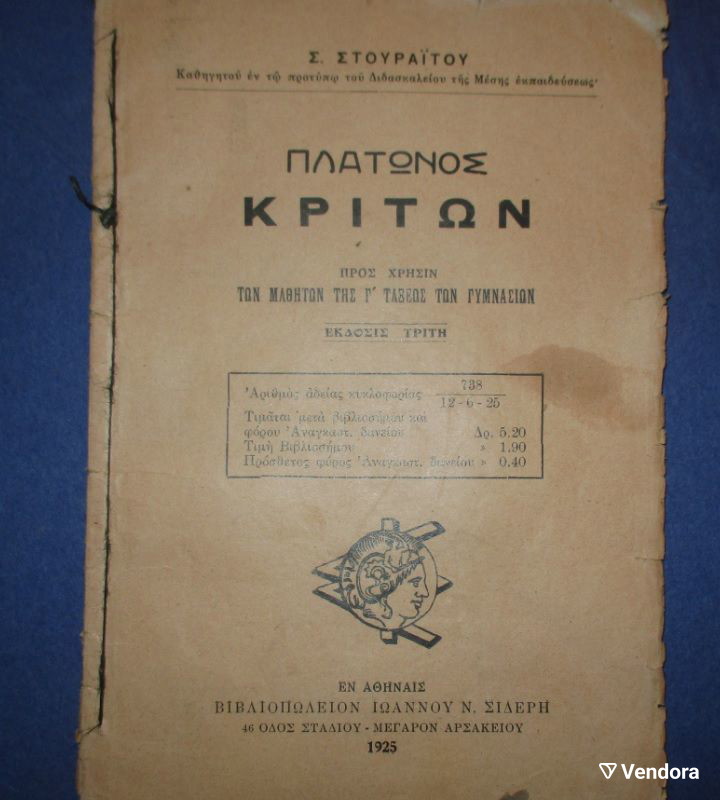 Σ. ΣΤΟΥΡΑΪΤΟΥ
Καθηγητοῦ ἐν τῷ προτύπῳ τοῦ Διδασκαλείου τῆς Μέσης ἐκπαιδεύσεως
ΠΛΑΤΩΝΟΣ
ΚΡΙΤΩΝ
ΠΡΟΣ ΧΡΗΣΙΝ
ΤΩΝ ΜΑΘΗΤΩΝ ΤΗΣ Γ΄ ΤΑΞΕΩΣ ΤΩΝ ΓΥΜΝΑΣΙΩΝ
ΕΚΔΟΣΙΣ ΤΡΙΤΗ
Ἀριθμὸς ἀδείας κυκλοφορίας 738
12-6-25
Τιμᾶται μετὰ βιβλιοσήμου καὶ
φόρου Ἀναγκαστ. δανείου Δρ. 5.20
Τιμὴ Βιβλιοσήμου » 1.90
Πρόσθετος φόρος Ἀναγκαστ. δανείου » 0.40
ΕΝ ΑΘΗΝΑΙΣ
ΒΙΒΛΙΟΠΩΛΕΙΟΝ ΙΩΑΝΝΟΥ Ν. ΣΙΔΕΡΗ
46 ΟΔΟΣ ΣΤΑΔΙΟΥ - ΜΕΓΑΡΟΝ ΑΡΣΑΚΕΙΟΥ
1925
Vendora